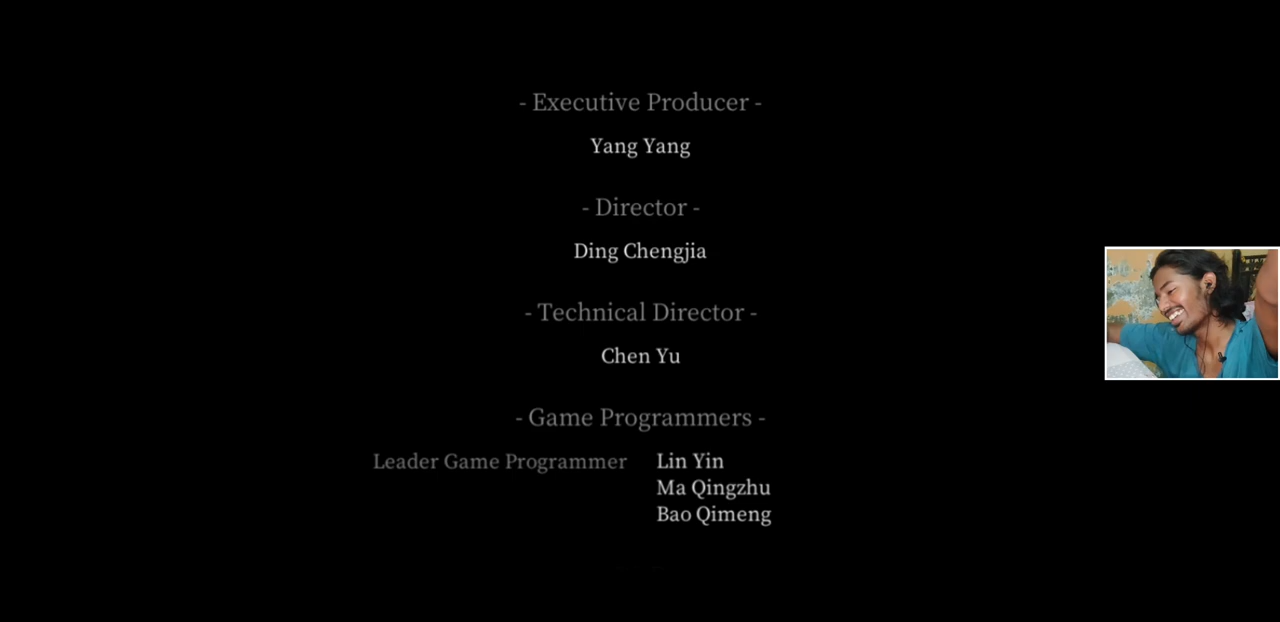 - Executive Producer -
Yang Yang
- Director -
Ding Chengjia
- Technical Director -
Chen Yu
- Game Programmers -
Leader Game Programmer Lin Yin
Ma Qingzhu
Bao Qimeng